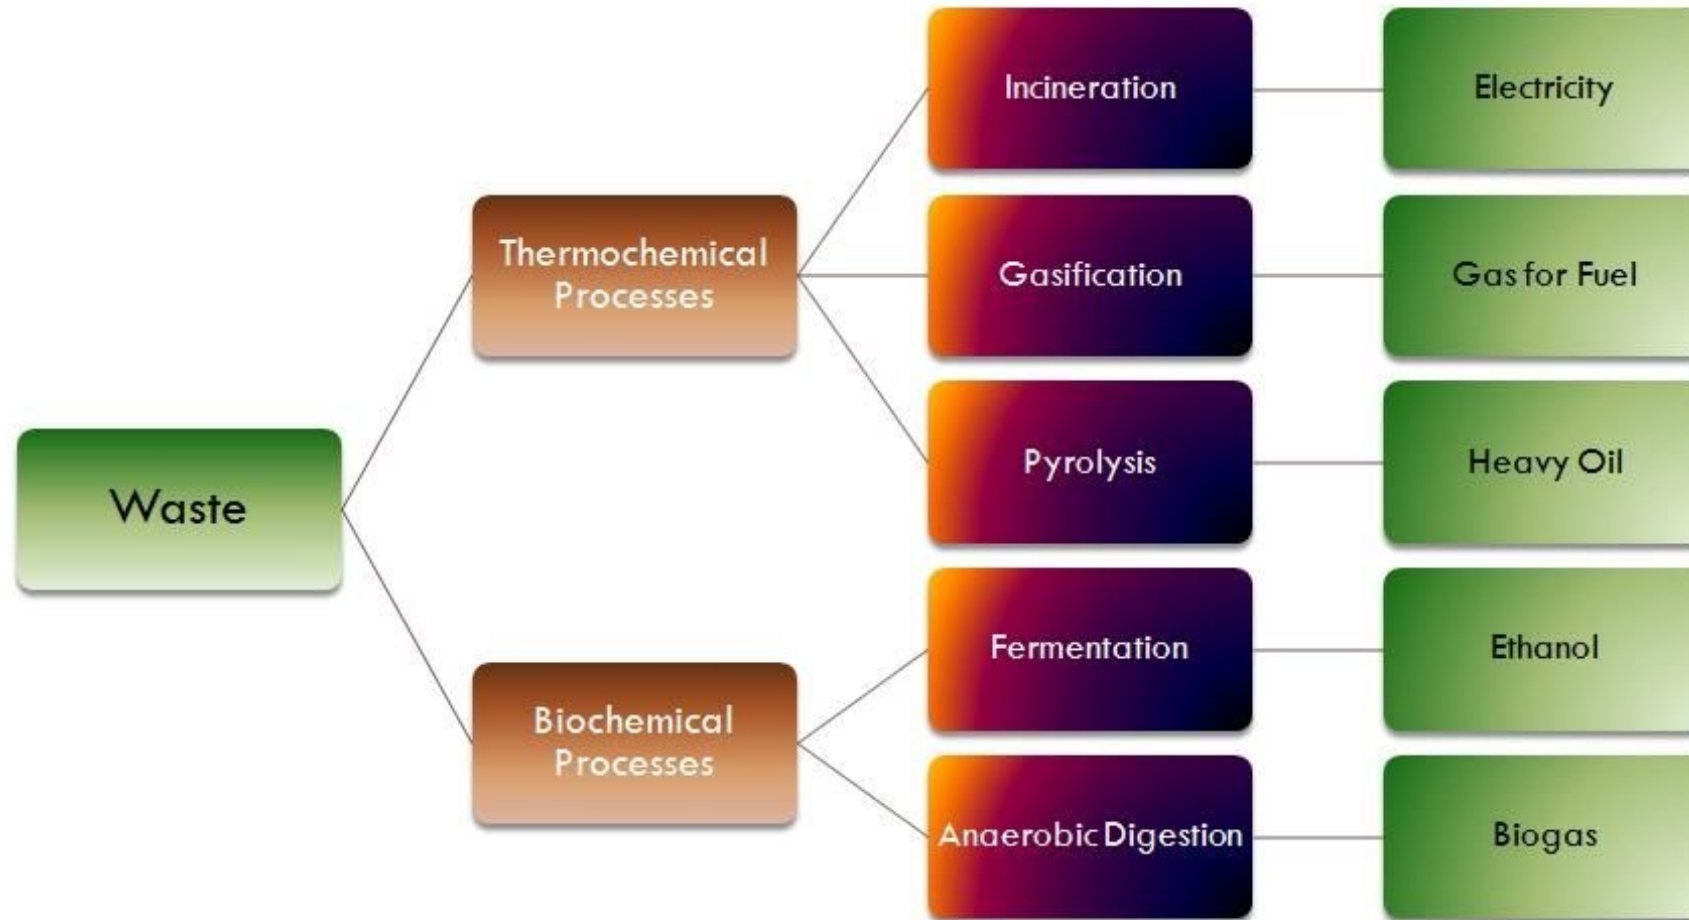 Waste
Thermochemical
Processes
Biochemical
Processes
Incineration
Gasification
Pyrolysis
Fermentation
Anaerobic Digestion
Electricity
Gas for Fuel
Heavy Oil
Ethanol
Biogas